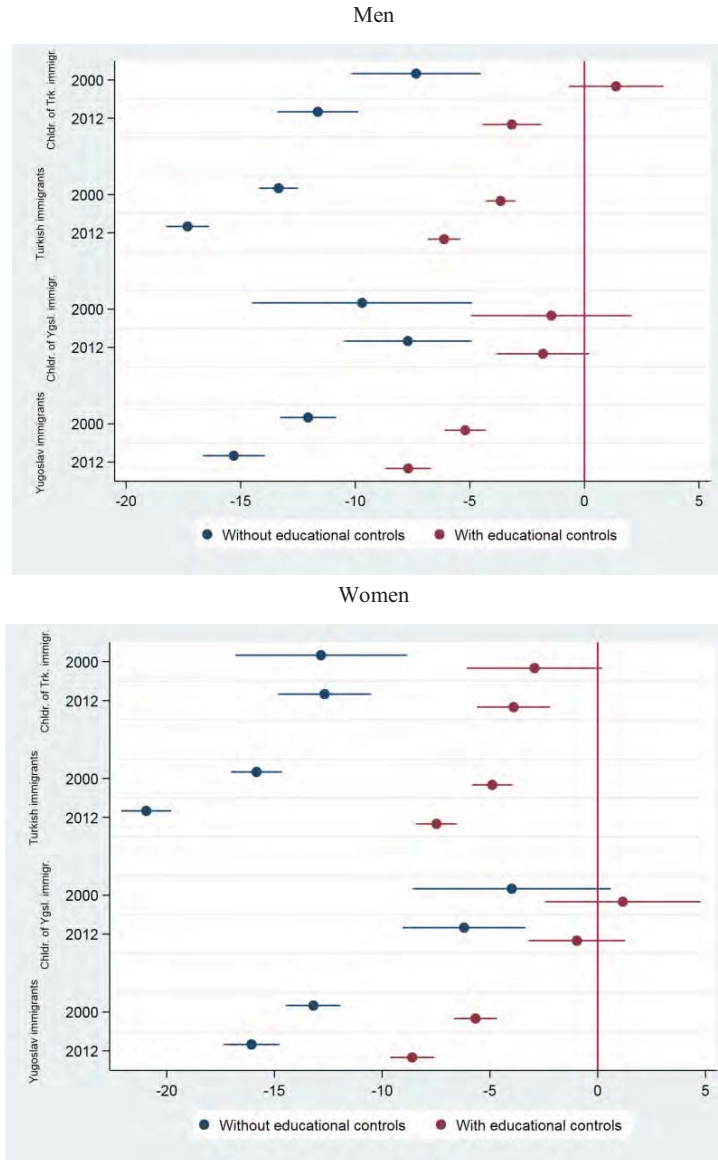 Men
Chldr. of Trk. immigr.
2000
2012
Turkish immigrants
2000
2012
Chldr. of Ygsl. immigr.
2000
2012
Yugoslav immigrants
2000
2012
-20 -15 -10 -5 0 5
Without educational controls With educational controls
Women
Chldr. of Trk. immigr.
2000
2012
Turkish immigrants
2000
2012
Chldr. of Ygsl. immigr.
2000
2012
Yugoslav immigrants
2000
2012
-20 -15 -10 -5 0 5
Without educational controls With educational controls